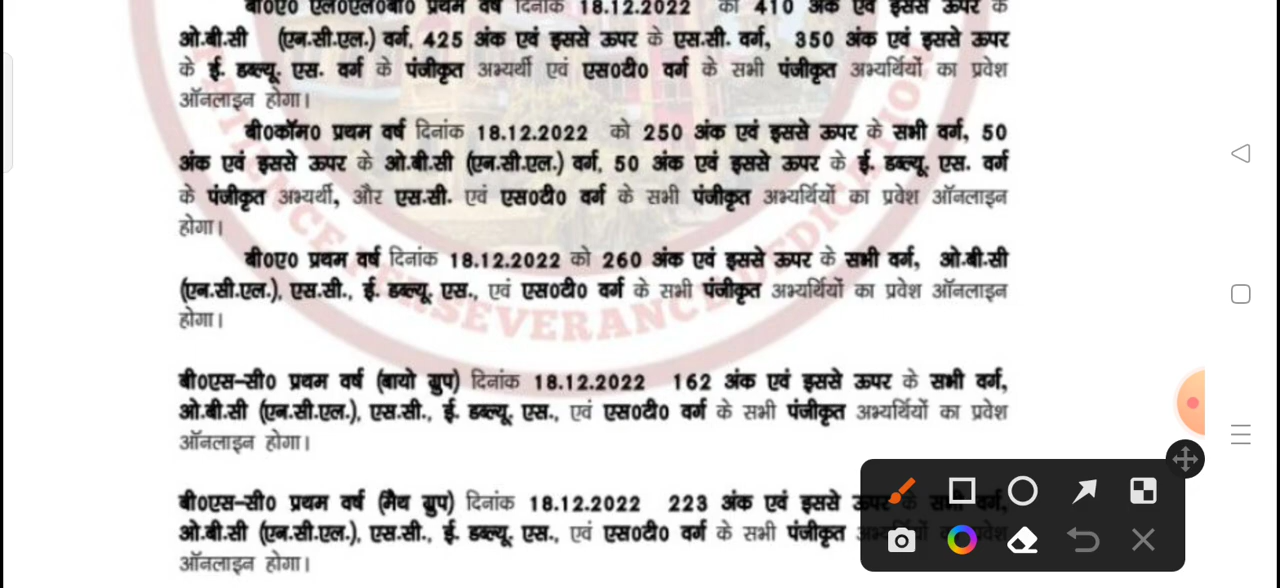 बी०ए० एल०एल०बी० प्रथम वर्ष दिनांक 18.12.2022 को 410 अंक एवं इससे ऊपर के
ओ.बी.सी (एन.सी.एल.) वर्ग, 425 अंक एवं इससे ऊपर के एस.सी. वर्ग, 350 अंक एवं इससे ऊपर
के ई. डब्ल्यू. एस. वर्ग के पंजीकृत अभ्यर्थी एवं एस०टी० वर्ग के सभी पंजीकृत अभ्यर्थियों का प्रवेश
ऑनलाइन होगा।
बी०कॉम० प्रथम वर्ष दिनांक 18.12.2022 को 250 अंक एवं इससे ऊपर के सभी वर्ग, 50
अंक एवं इससे ऊपर के ओ.बी.सी (एन.सी.एल.) वर्ग, 50 अंक एवं इससे ऊपर के ई. डब्ल्यू. एस. वर्ग
के पंजीकृत अभ्यर्थी, और एस.सी. एवं एस०टी० वर्ग के सभी पंजीकृत अभ्यर्थियों का प्रवेश ऑनलाइन
होगा।
बी०ए० प्रथम वर्ष दिनांक 18.12.2022 को 260 अंक एवं इससे ऊपर के सभी वर्ग, ओ.बी.सी
(एन.सी.एल.), एस.सी., ई. डब्ल्यू. एस., एवं एस०टी० वर्ग के सभी पंजीकृत अभ्यर्थियों का प्रवेश ऑनलाइन
होगा।
PERSEVERANCE DEDICATION
बी०एस–सी० प्रथम वर्ष (बायो ग्रुप) दिनांक 18.12.2022 162 अंक एवं इससे ऊपर के सभी वर्ग,
ओ.बी.सी (एन.सी.एल.), एस.सी., ई. डब्ल्यू. एस., एवं एस०टी० वर्ग के सभी पंजीकृत अभ्यर्थियों का प्रवेश
ऑनलाइन होगा।
बी०एस–सी० प्रथम वर्ष (मैथ ग्रुप) दिनांक 18.12.2022 223 अंक एवं इससे ऊपर के सभी वर्ग,
ओ.बी.सी (एन.सी.एल.), एस.सी., ई. डब्ल्यू. एस., एवं एस०टी० वर्ग के सभी पंजीकृत अभ्यर्थियों का प्रवेश
ऑनलाइन होगा।